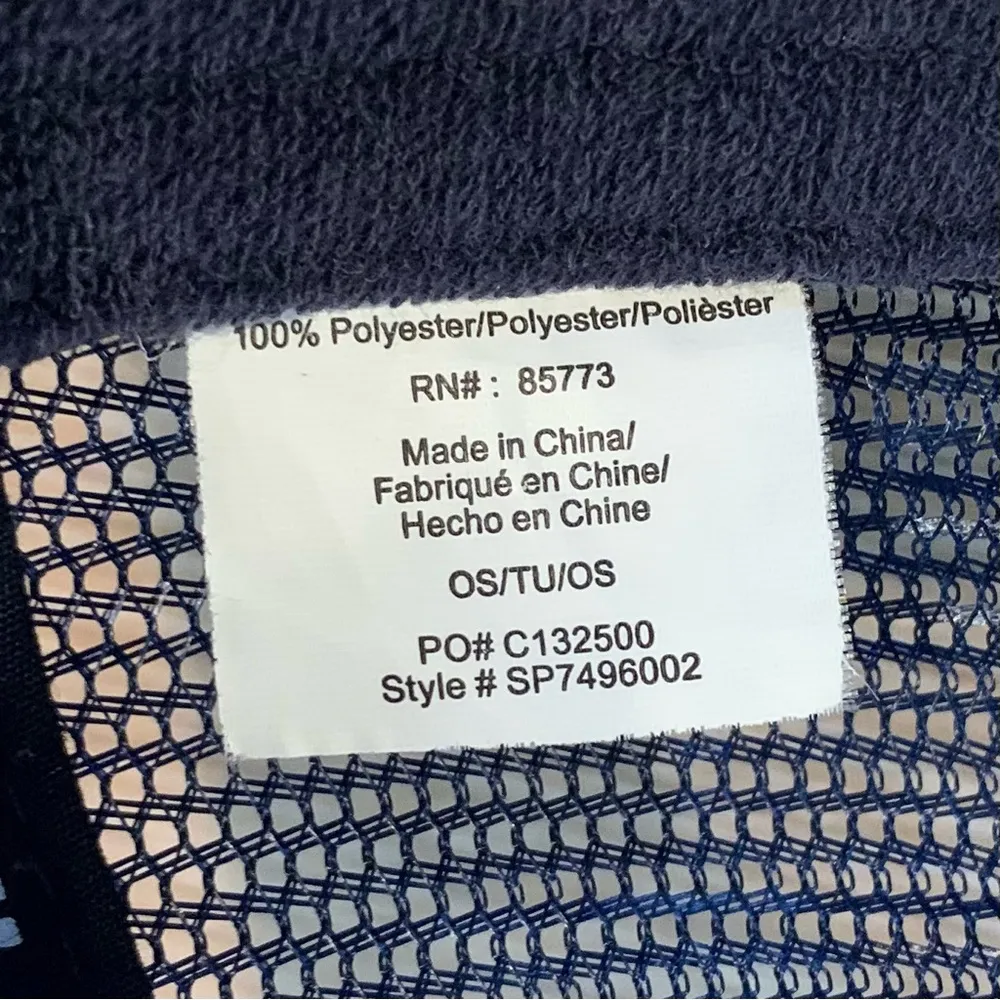 100% Polyester/Polyester/Polièster
RN# : 85773
Made in China/
Fabriqué en Chine/
Hecho en Chine
OS/TU/OS
PO# C132500
Style # SP7496002